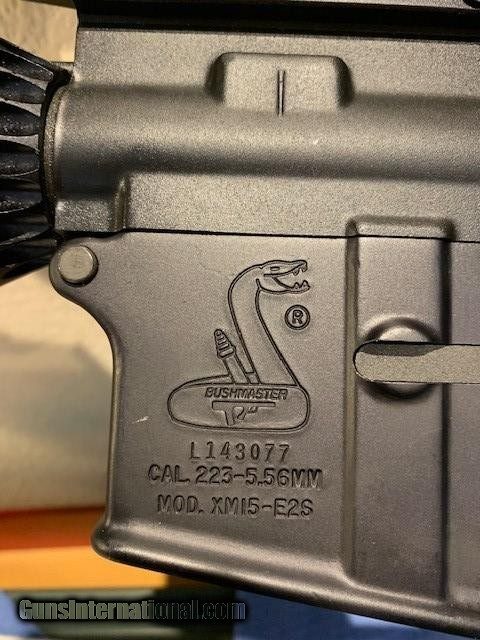 ®
BUSHMASTER
L143077
CAL. 223-5.56MM
MOD. XM15-E2S
GunsInternational.com